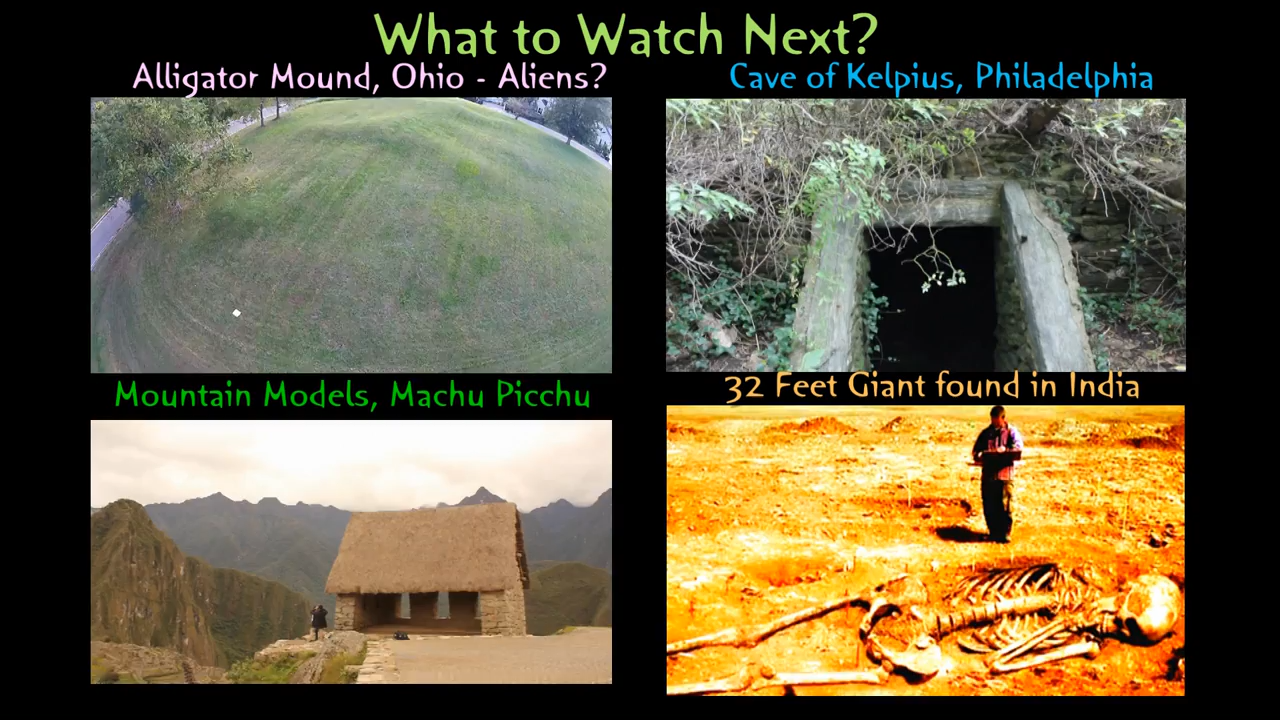 What to Watch Next?
Alligator Mound, Ohio - Aliens?
Cave of Kelpius, Philadelphia
Mountain Models, Machu Picchu
32 Feet Giant found in India